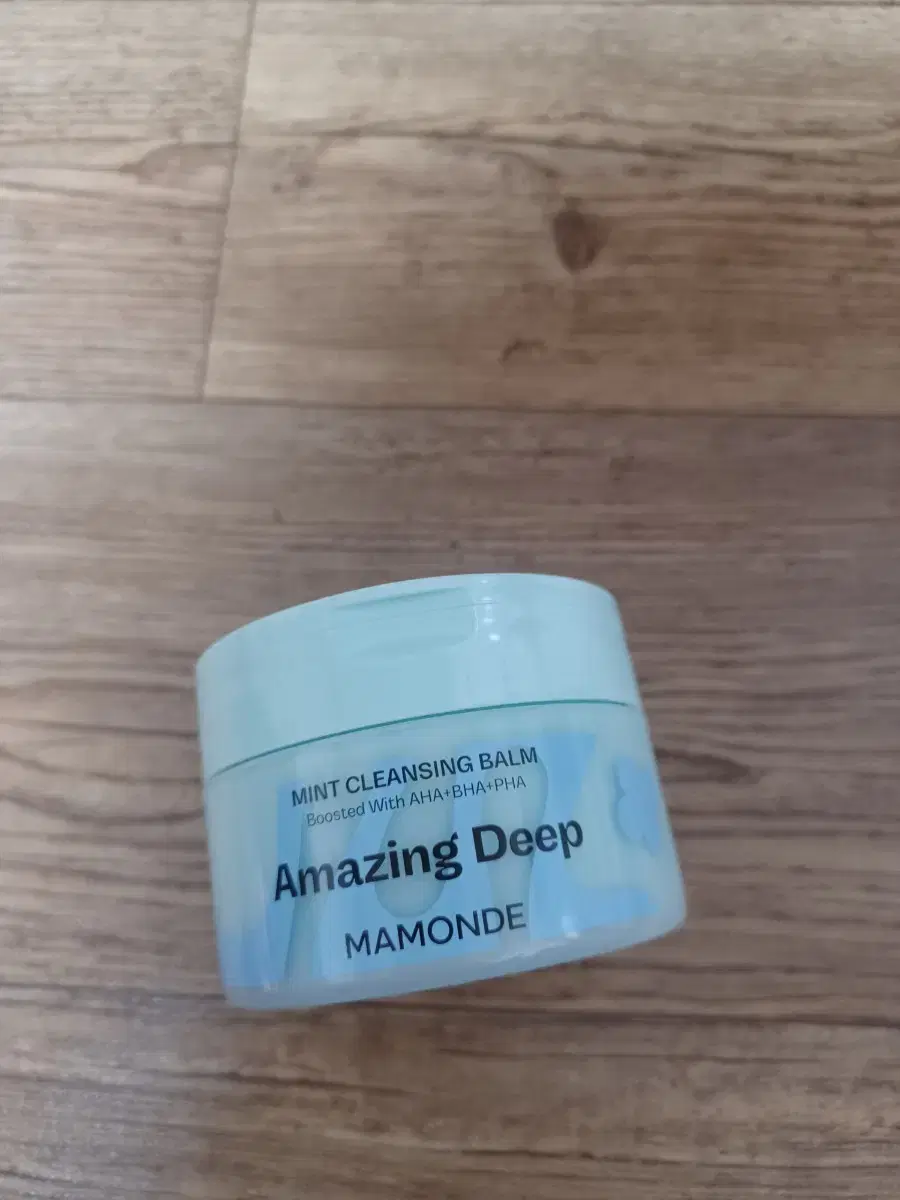 MINT CLEANSING BALM
Boosted With AHA+BHA+PHA
Amazing Deep
MAMONDE